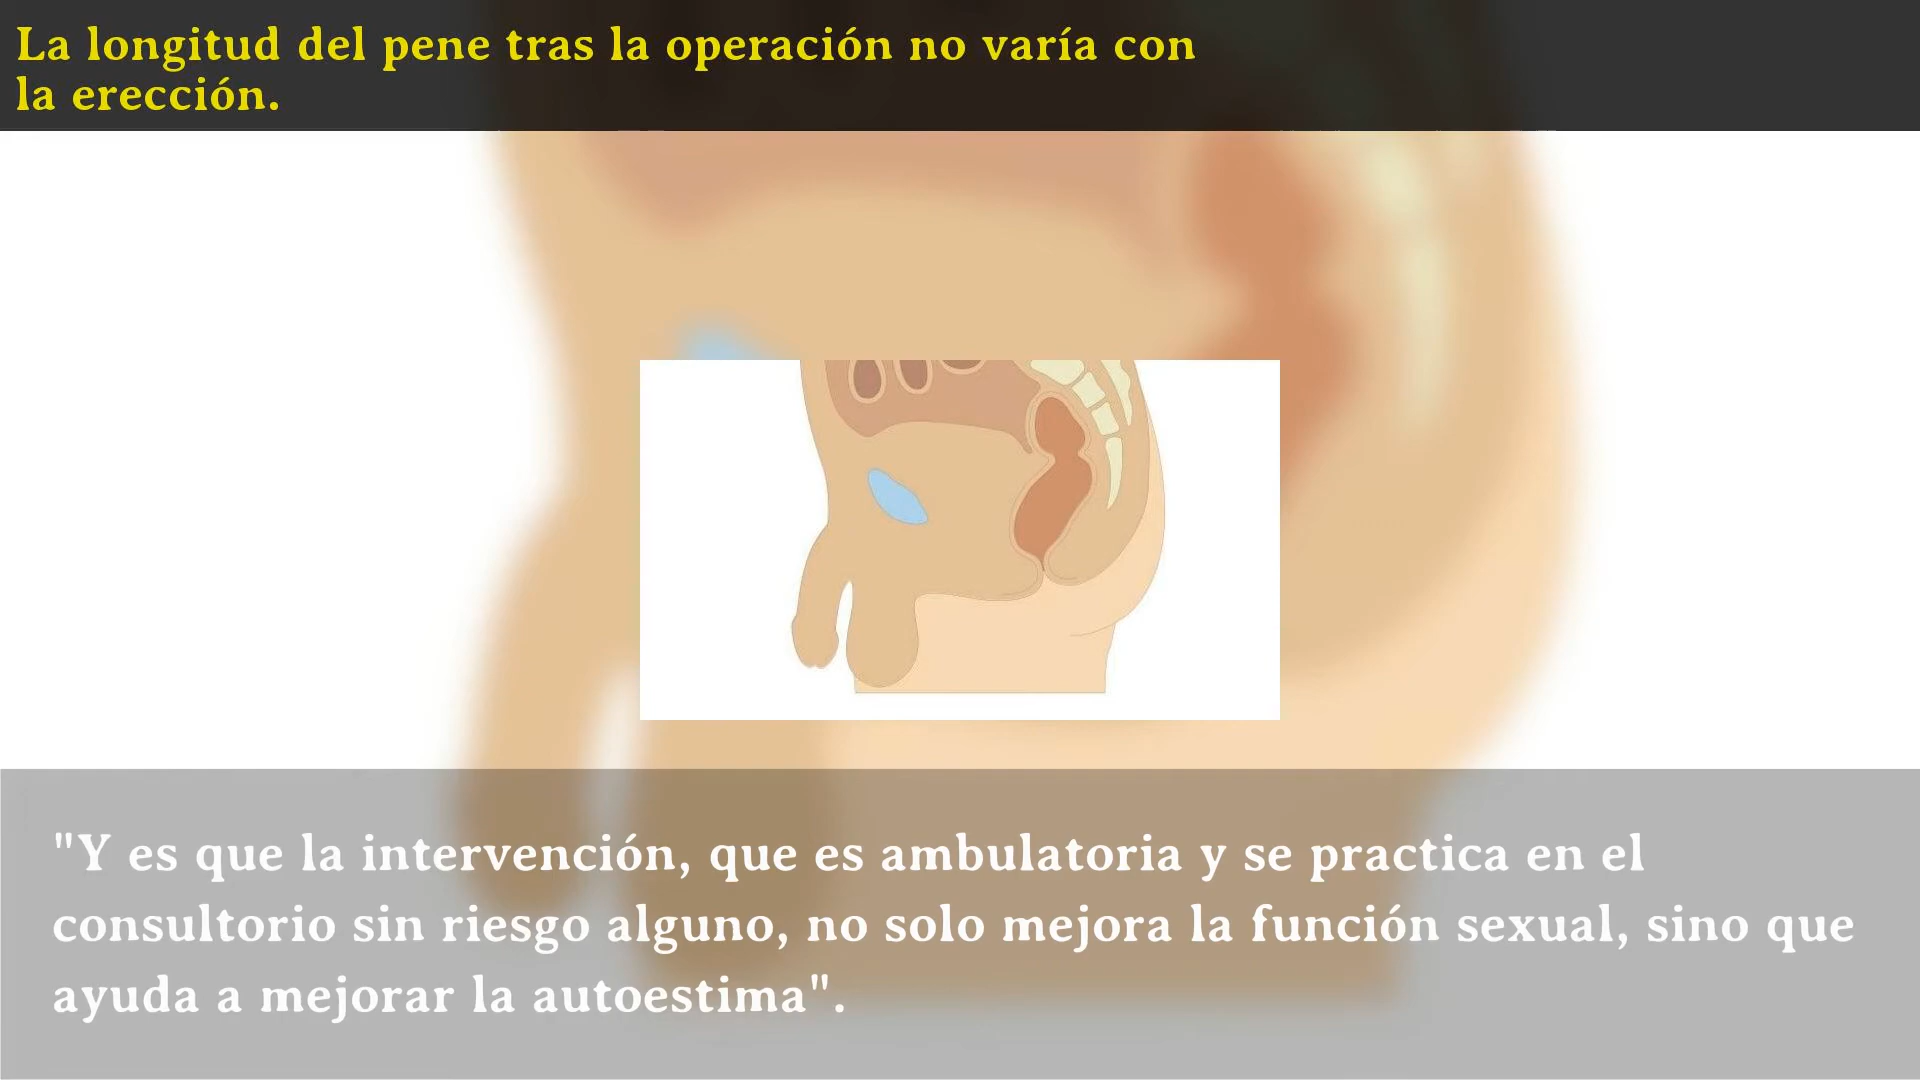 La longitud del pene tras la operación no varía con
la erección.
"Y es que la intervención, que es ambulatoria y se practica en el
consultorio sin riesgo alguno, no solo mejora la función sexual, sino que
ayuda a mejorar la autoestima".